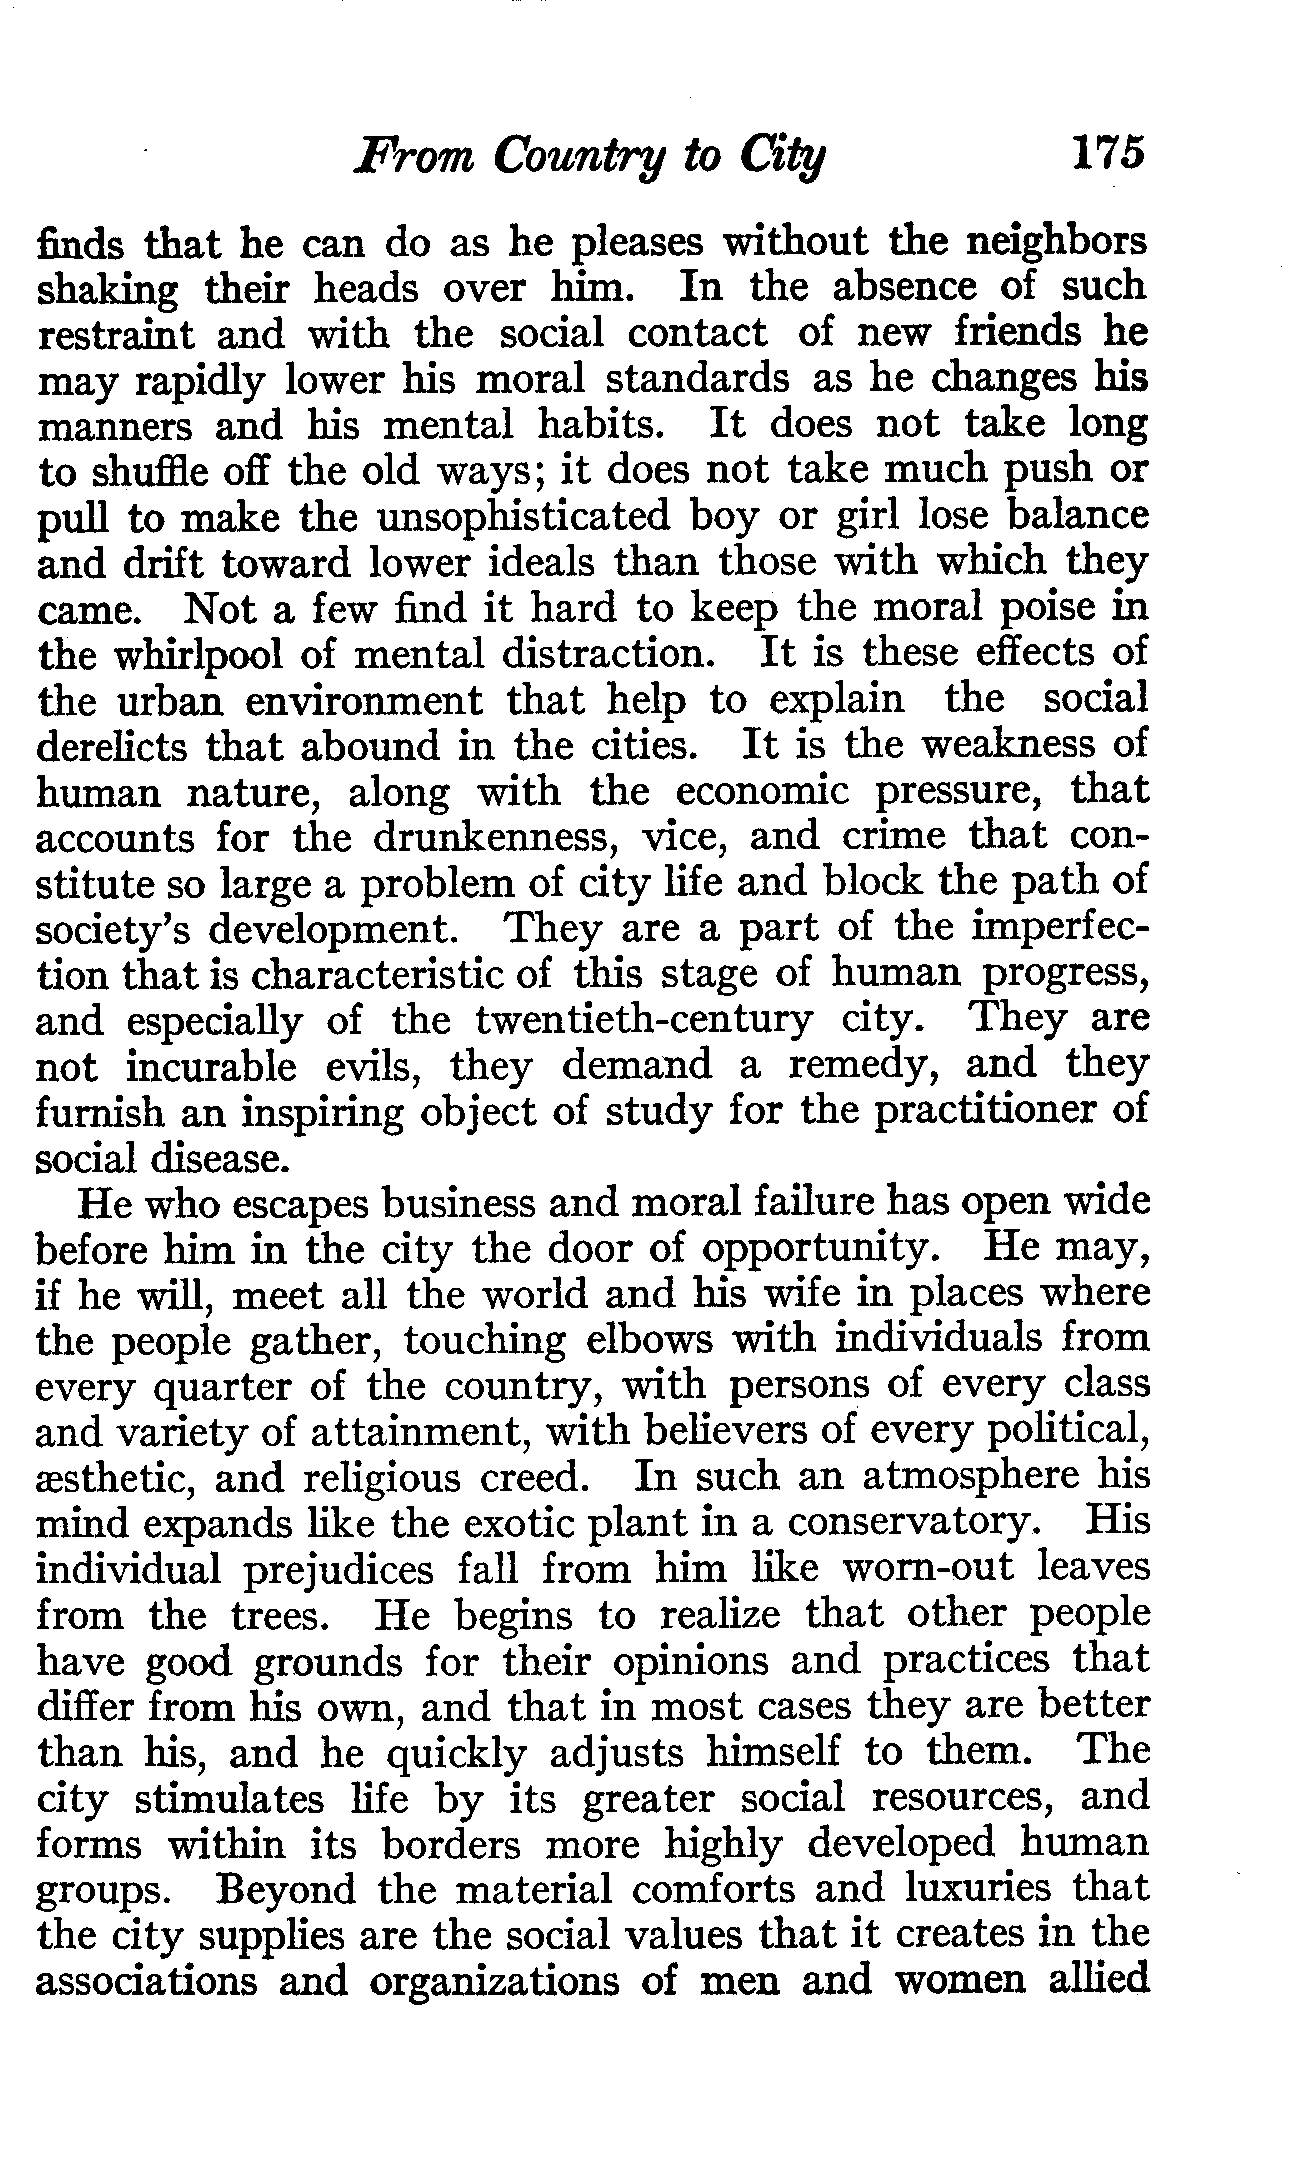 From Country to City 175
finds that he can do as he pleases without the neighbors
shaking their heads over him. In the absence of such
restraint and with the social contact of new friends he
may rapidly lower his moral standards as he changes his
manners and his mental habits. It does not take long
to shuffle off the old ways; it does not take much push or
pull to make the unsophisticated boy or girl lose balance
and drift toward lower ideals than those with which they
came. Not a few find it hard to keep the moral poise in
the whirlpool of mental distraction. It is these effects of
the urban environment that help to explain the social
derelicts that abound in the cities. It is the weakness of
human nature, along with the economic pressure, that
accounts for the drunkenness, vice, and crime that con-
stitute so large a problem of city life and block the path of
society's development. They are a part of the imperfec-
tion that is characteristic of this stage of human progress,
and especially of the twentieth-century city. They are
not incurable evils, they demand a remedy, and they
furnish an inspiring object of study for the practitioner of
social disease.
He who escapes business and moral failure has open wide
before him in the city the door of opportunity. He may,
if he will, meet all the world and his wife in places where
the people gather, touching elbows with individuals from
every quarter of the country, with persons of every class
and variety of attainment, with believers of every political,
æsthetic, and religious creed. In such an atmosphere his
mind expands like the exotic plant in a conservatory. His
individual prejudices fall from him like worn-out leaves
from the trees. He begins to realize that other people
have good grounds for their opinions and practices that
differ from his own, and that in most cases they are better
than his, and he quickly adjusts himself to them. The
city stimulates life by its greater social resources, and
forms within its borders more highly developed human
groups. Beyond the material comforts and luxuries that
the city supplies are the social values that it creates in the
associations and organizations of men and women allied